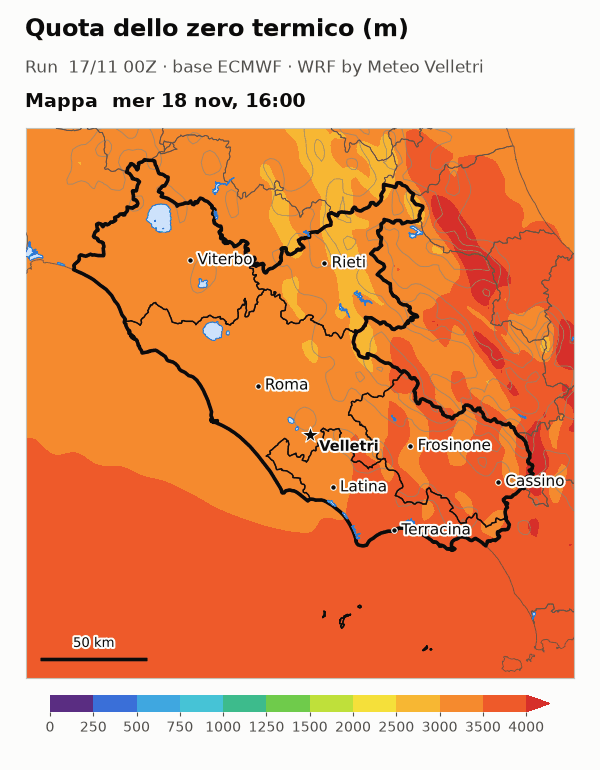 Quota dello zero termico (m)
Run  17/11 00Z · base ECMWF · WRF by Meteo Velletri
Mappa  mer 18 nov, 16:00
Viterbo
Rieti
Roma
Velletri
Frosinone
Cassino
Latina
Terracina
50 km
0 250 500 750 1000 1250 1500 2000 2500 3000 3500 4000